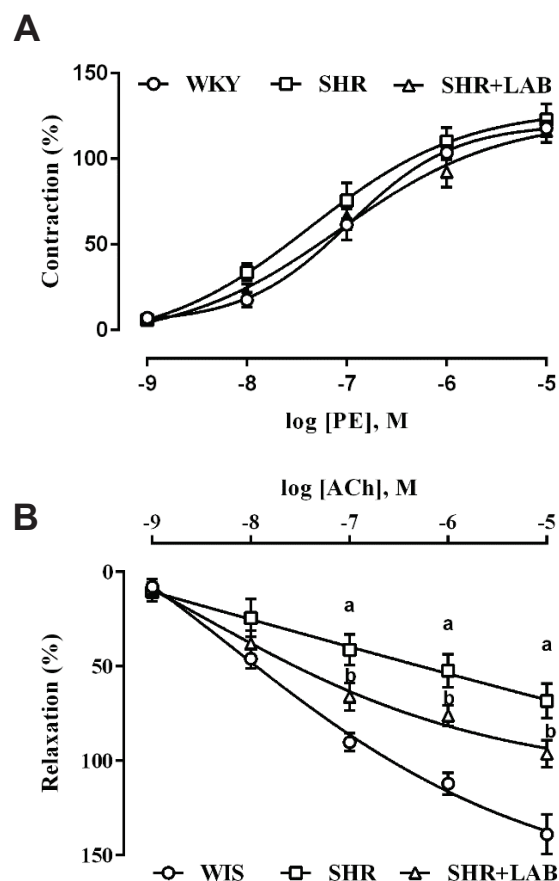 A
WKY SHR SHR+LAB
150
100
50
0
Contraction (%)
-9 -8 -7 -6 -5
log [PE], M
log [ACh], M
B
-9 -8 -7 -6 -5
0
50
100
150
Relaxation (%)
a a a
b b b
WIS SHR SHR+LAB